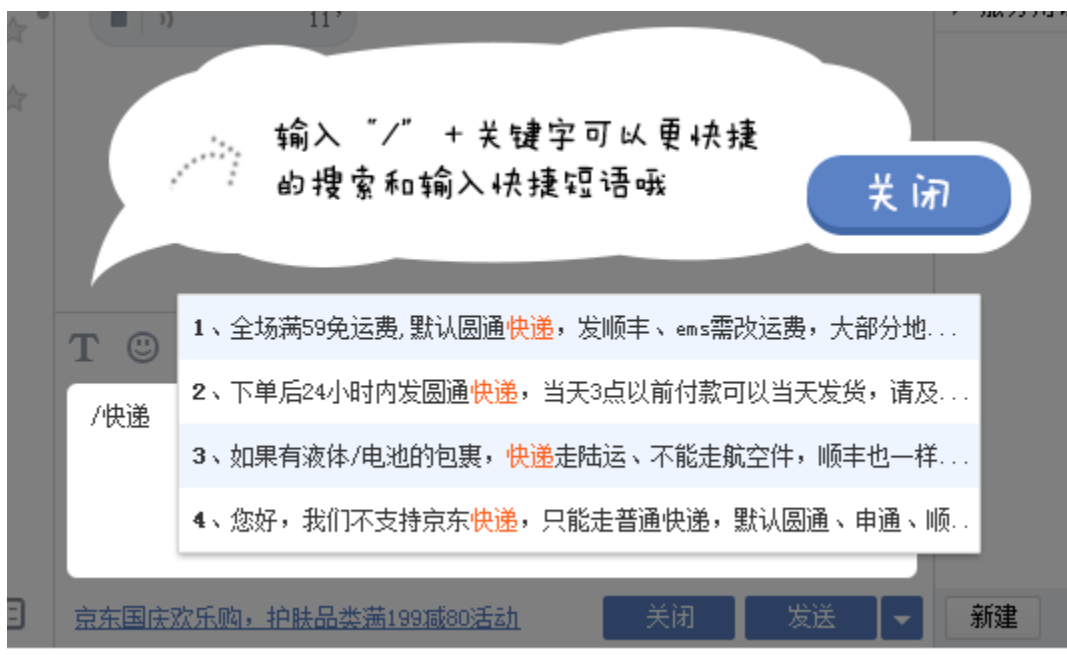 11"
输入 "/" + 关键字可以更快捷
的搜索和输入快捷短语哦
关闭
1、全场满59免运费,默认圆通快递，发顺丰、ems需改运费，大部分地...
T
/快递
2、下单后24小时内发圆通快递，当天3点以前付款可以当天发货，请及...
3、如果有液体/电池的包裹，快递走陆运、不能走航空件，顺丰也一样...
4、您好，我们不支持京东快递，只能走普通快递，默认圆通、申通、顺..
京东国庆欢乐购，护肤品类满199减80活动
关闭
发送
新建